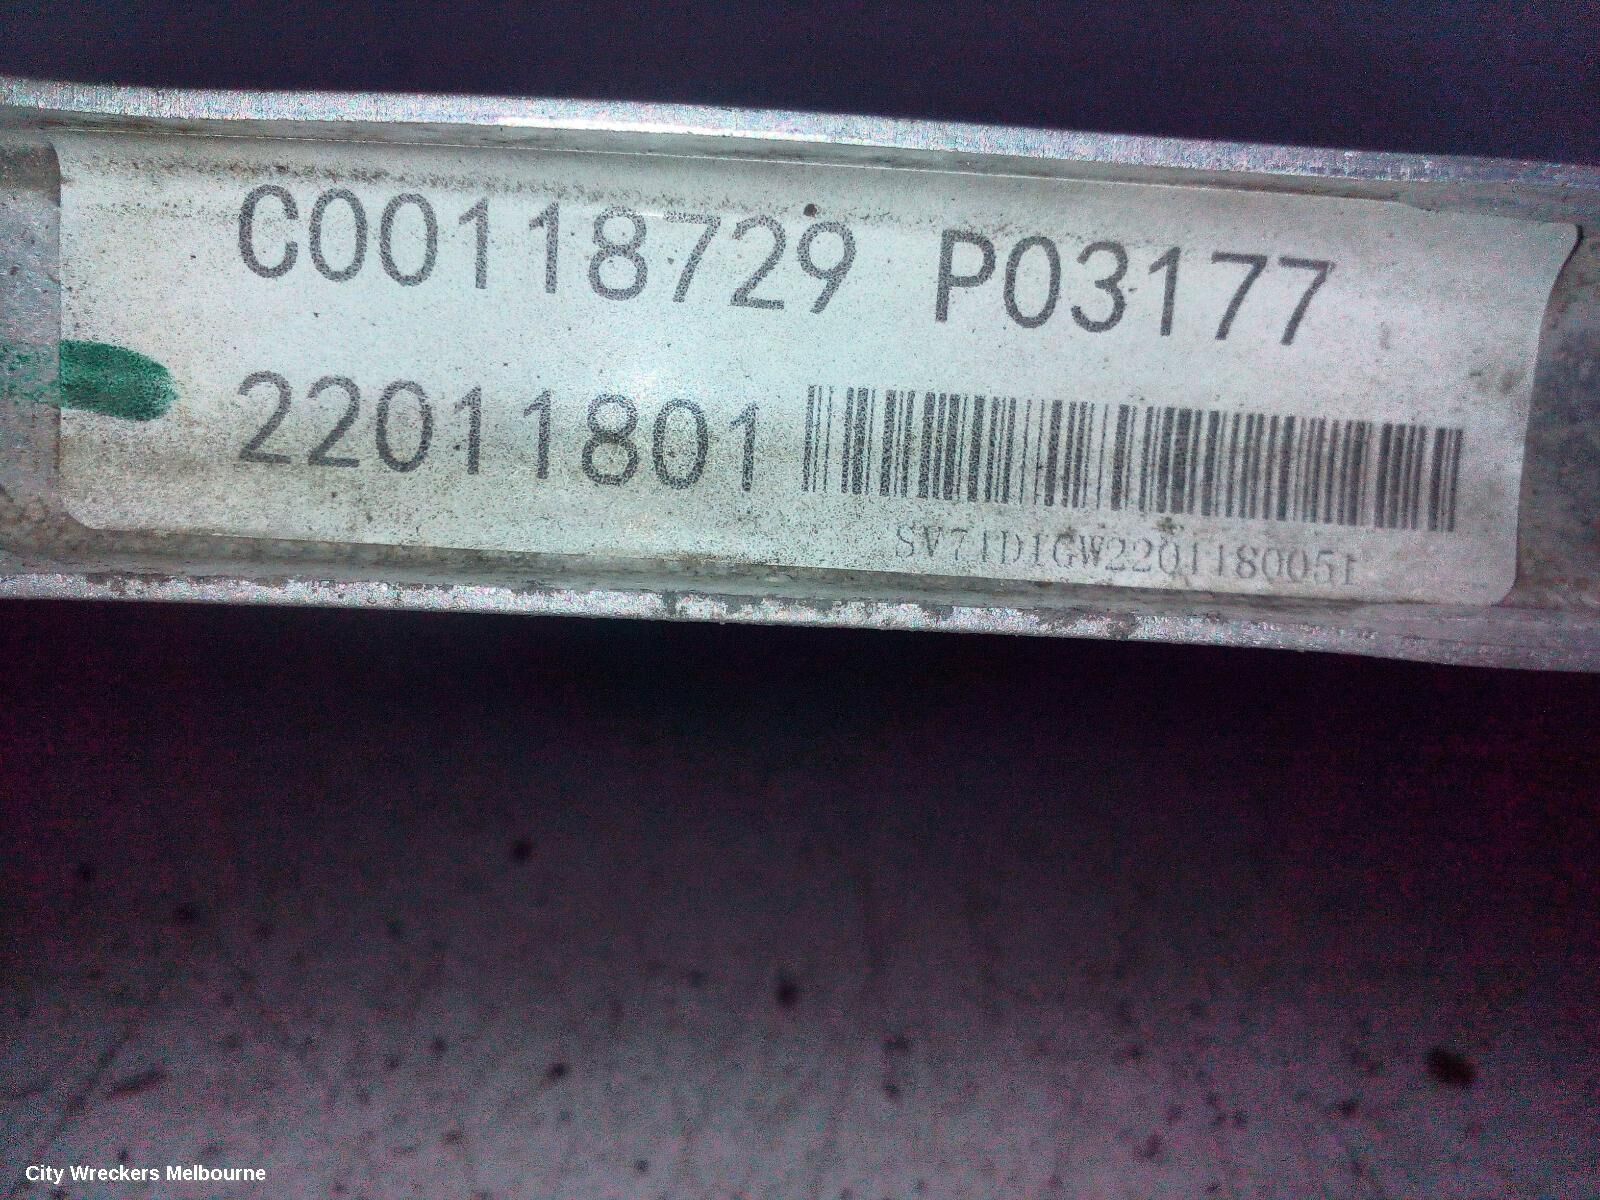 C00118729 P03177
22011801
SV71D1GW2201180051
City Wreckers Melbourne